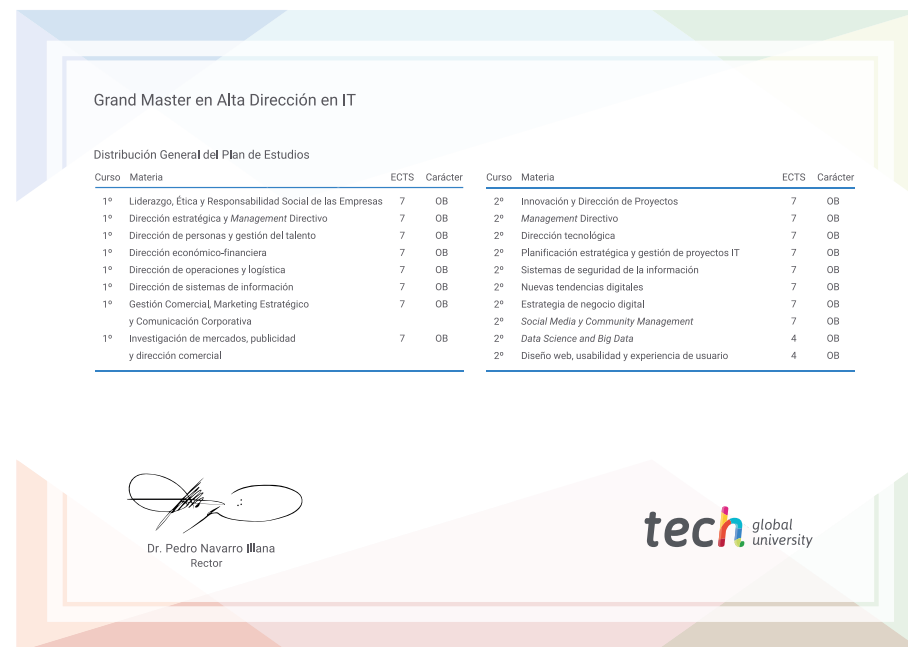 Grand Master en Alta Dirección en IT
Distribución General del Plan de Estudios
Curso Materia ECTS Carácter
1º Liderazgo, Ética y Responsabilidad Social de las Empresas 7 OB
1º Dirección estratégica y Management Directivo 7 OB
1º Dirección de personas y gestión del talento 7 OB
1º Dirección económico-financiera 7 OB
1º Dirección de operaciones y logística 7 OB
1º Dirección de sistemas de información 7 OB
1º Gestión Comercial, Marketing Estratégico 7 OB
y Comunicación Corporativa
1º Investigación de mercados, publicidad 7 OB
y dirección comercial
Curso Materia ECTS Carácter
2º Innovación y Dirección de Proyectos 7 OB
2º Management Directivo 7 OB
2º Dirección tecnológica 7 OB
2º Planificación estratégica y gestión de proyectos IT 7 OB
2º Sistemas de seguridad de la información 7 OB
2º Nuevas tendencias digitales 7 OB
2º Estrategia de negocio digital 7 OB
2º Social Media y Community Management 7 OB
2º Data Science and Big Data 4 OB
2º Diseño web, usabilidad y experiencia de usuario 4 OB
Dr. Pedro Navarro Illana
Rector
tech global
university